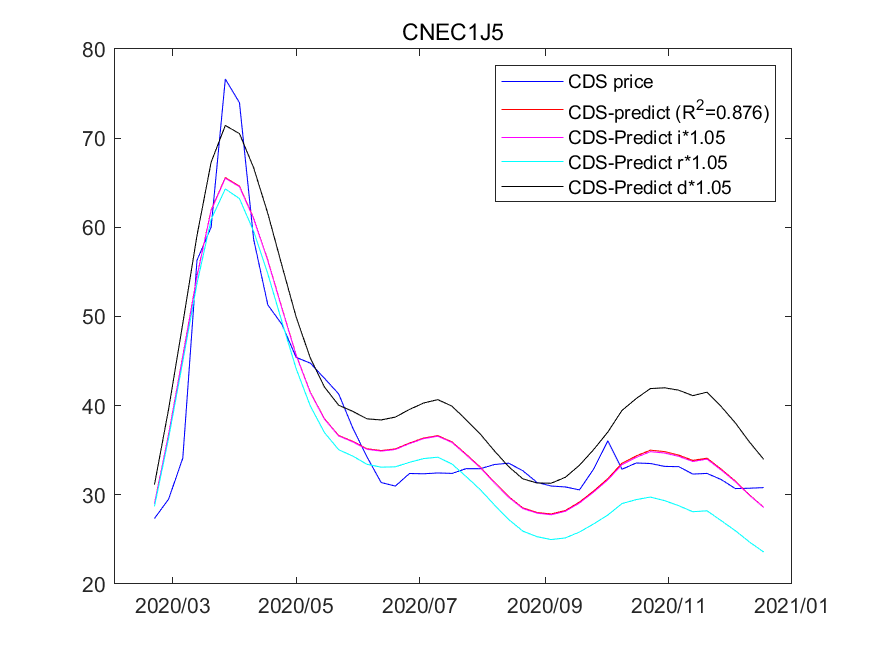 CNEC1J5
80
70
60
50
40
30
20
CDS price
CDS-predict (R²=0.876)
CDS-Predict i*1.05
CDS-Predict r*1.05
CDS-Predict d*1.05
2020/03 2020/05 2020/07 2020/09 2020/11 2021/01